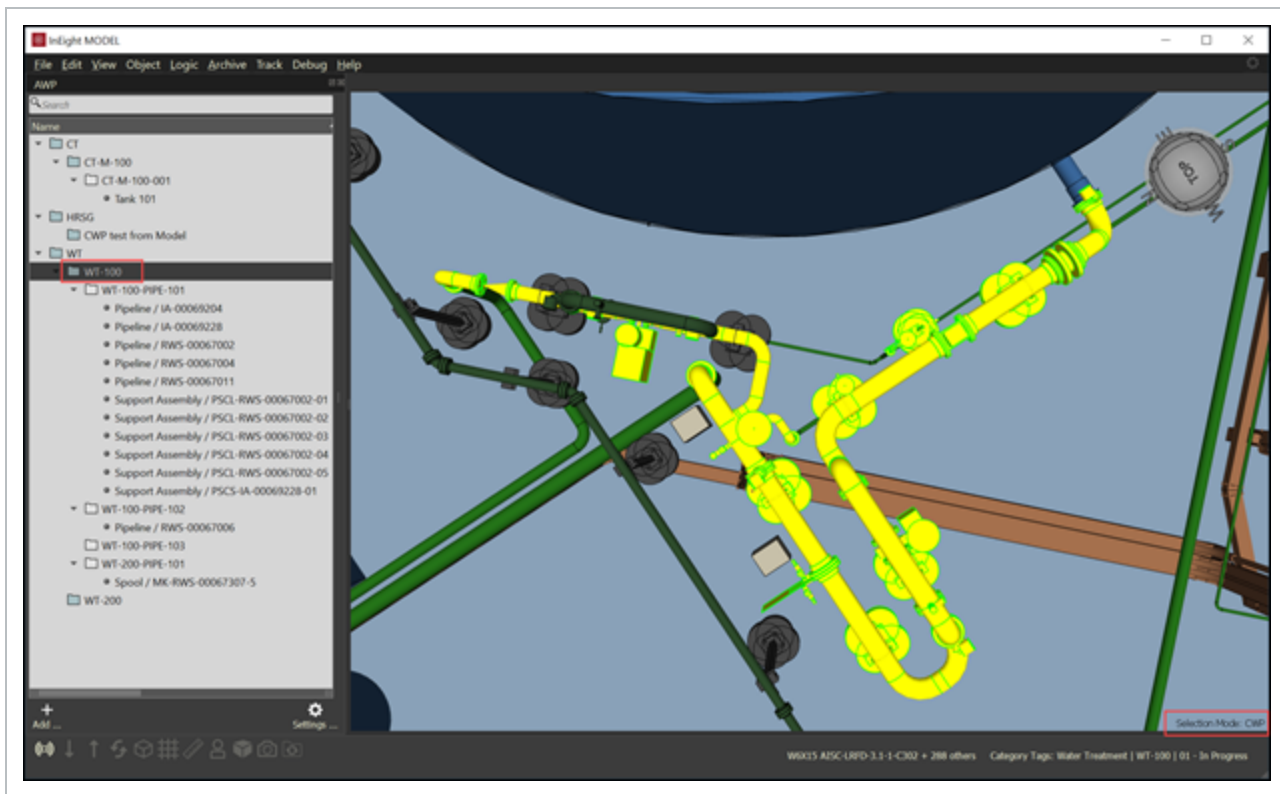 InEight MODEL
File Edit View Object Logic Archive Track Debug Help
AWP
Search
Name
CT
CT-M-100
CT-M-100-001
Tank 101
HRSG
CWP test from Model
WT
WT-100
WT-100-PIPE-101
Pipeline / IA-00069204
Pipeline / IA-00069228
Pipeline / RWS-00067002
Pipeline / RWS-00067004
Pipeline / RWS-00067011
Support Assembly / PSCL-RWS-00067002-01
Support Assembly / PSCL-RWS-00067002-02
Support Assembly / PSCL-RWS-00067002-03
Support Assembly / PSCL-RWS-00067002-04
Support Assembly / PSCL-RWS-00067002-05
Support Assembly / PSCS-IA-00069228-01
WT-100-PIPE-102
Pipeline / RWS-00067006
WT-100-PIPE-103
WT-200-PIPE-101
Spool / MK-RWS-00067307-5
WT-200
TOP
Selection Mode: CWP
Add ... Settings ...
W6X15 AISC-LRFD-3.1-1-C302 + 288 others Category Tags: Water Treatment | WT-100 | 01 - In Progress